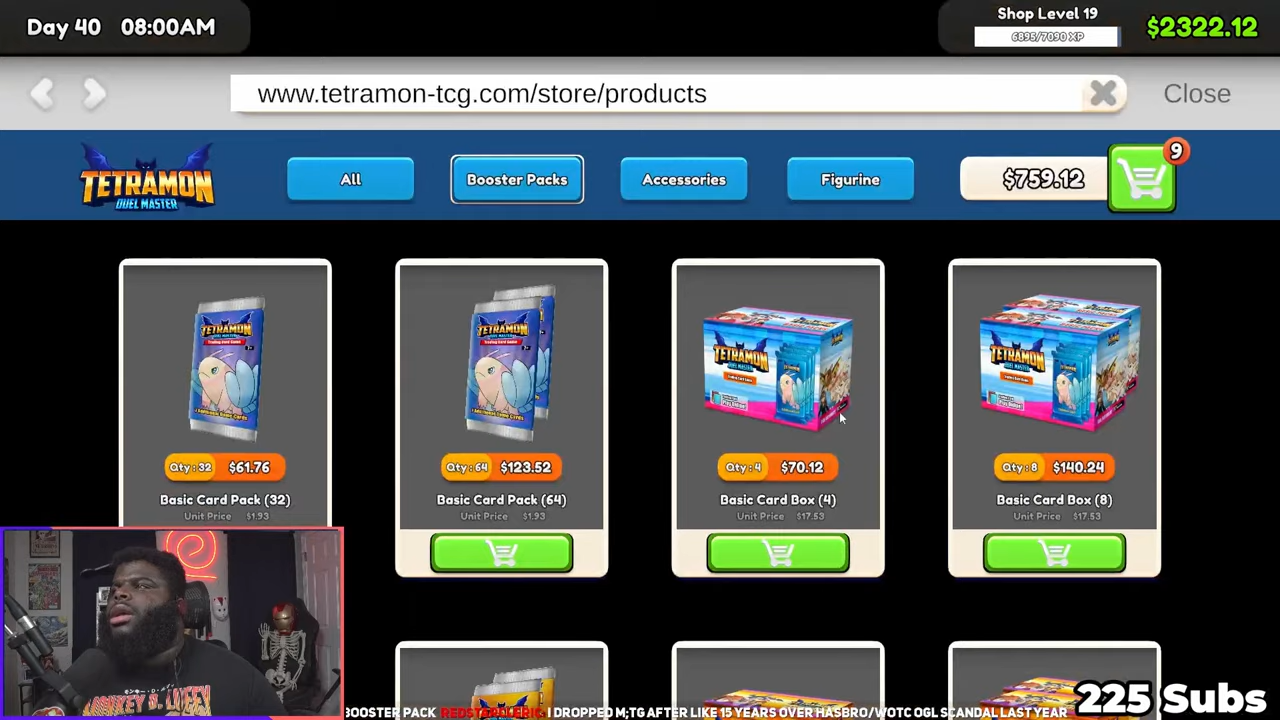 Day 40 08:00AM
Shop Level 19
6895/7090 XP
$2322.12
www.tetramon-tcg.com/store/products
Close
TETRAMON
DUEL MASTER
All
Booster Packs
Accessories
Figurine
$759.12
9
TETRAMON
TETRAMON
TETRAMON
TETRAMON
Qty : 32 $61.76
Qty : 64 $123.52
Qty : 4 $70.12
Qty : 8 $140.24
Basic Card Pack (32)
Basic Card Pack (64)
Basic Card Box (4)
Basic Card Box (8)
Unit Price $1.93
Unit Price $1.93
Unit Price $17.53
Unit Price $17.53
225 Subs
BOOSTER PACK
I DROPPED M;TG AFTER LIKE 15 YEARS OVER HASBRO/WOTC OGL SCANDAL LAST YEAR